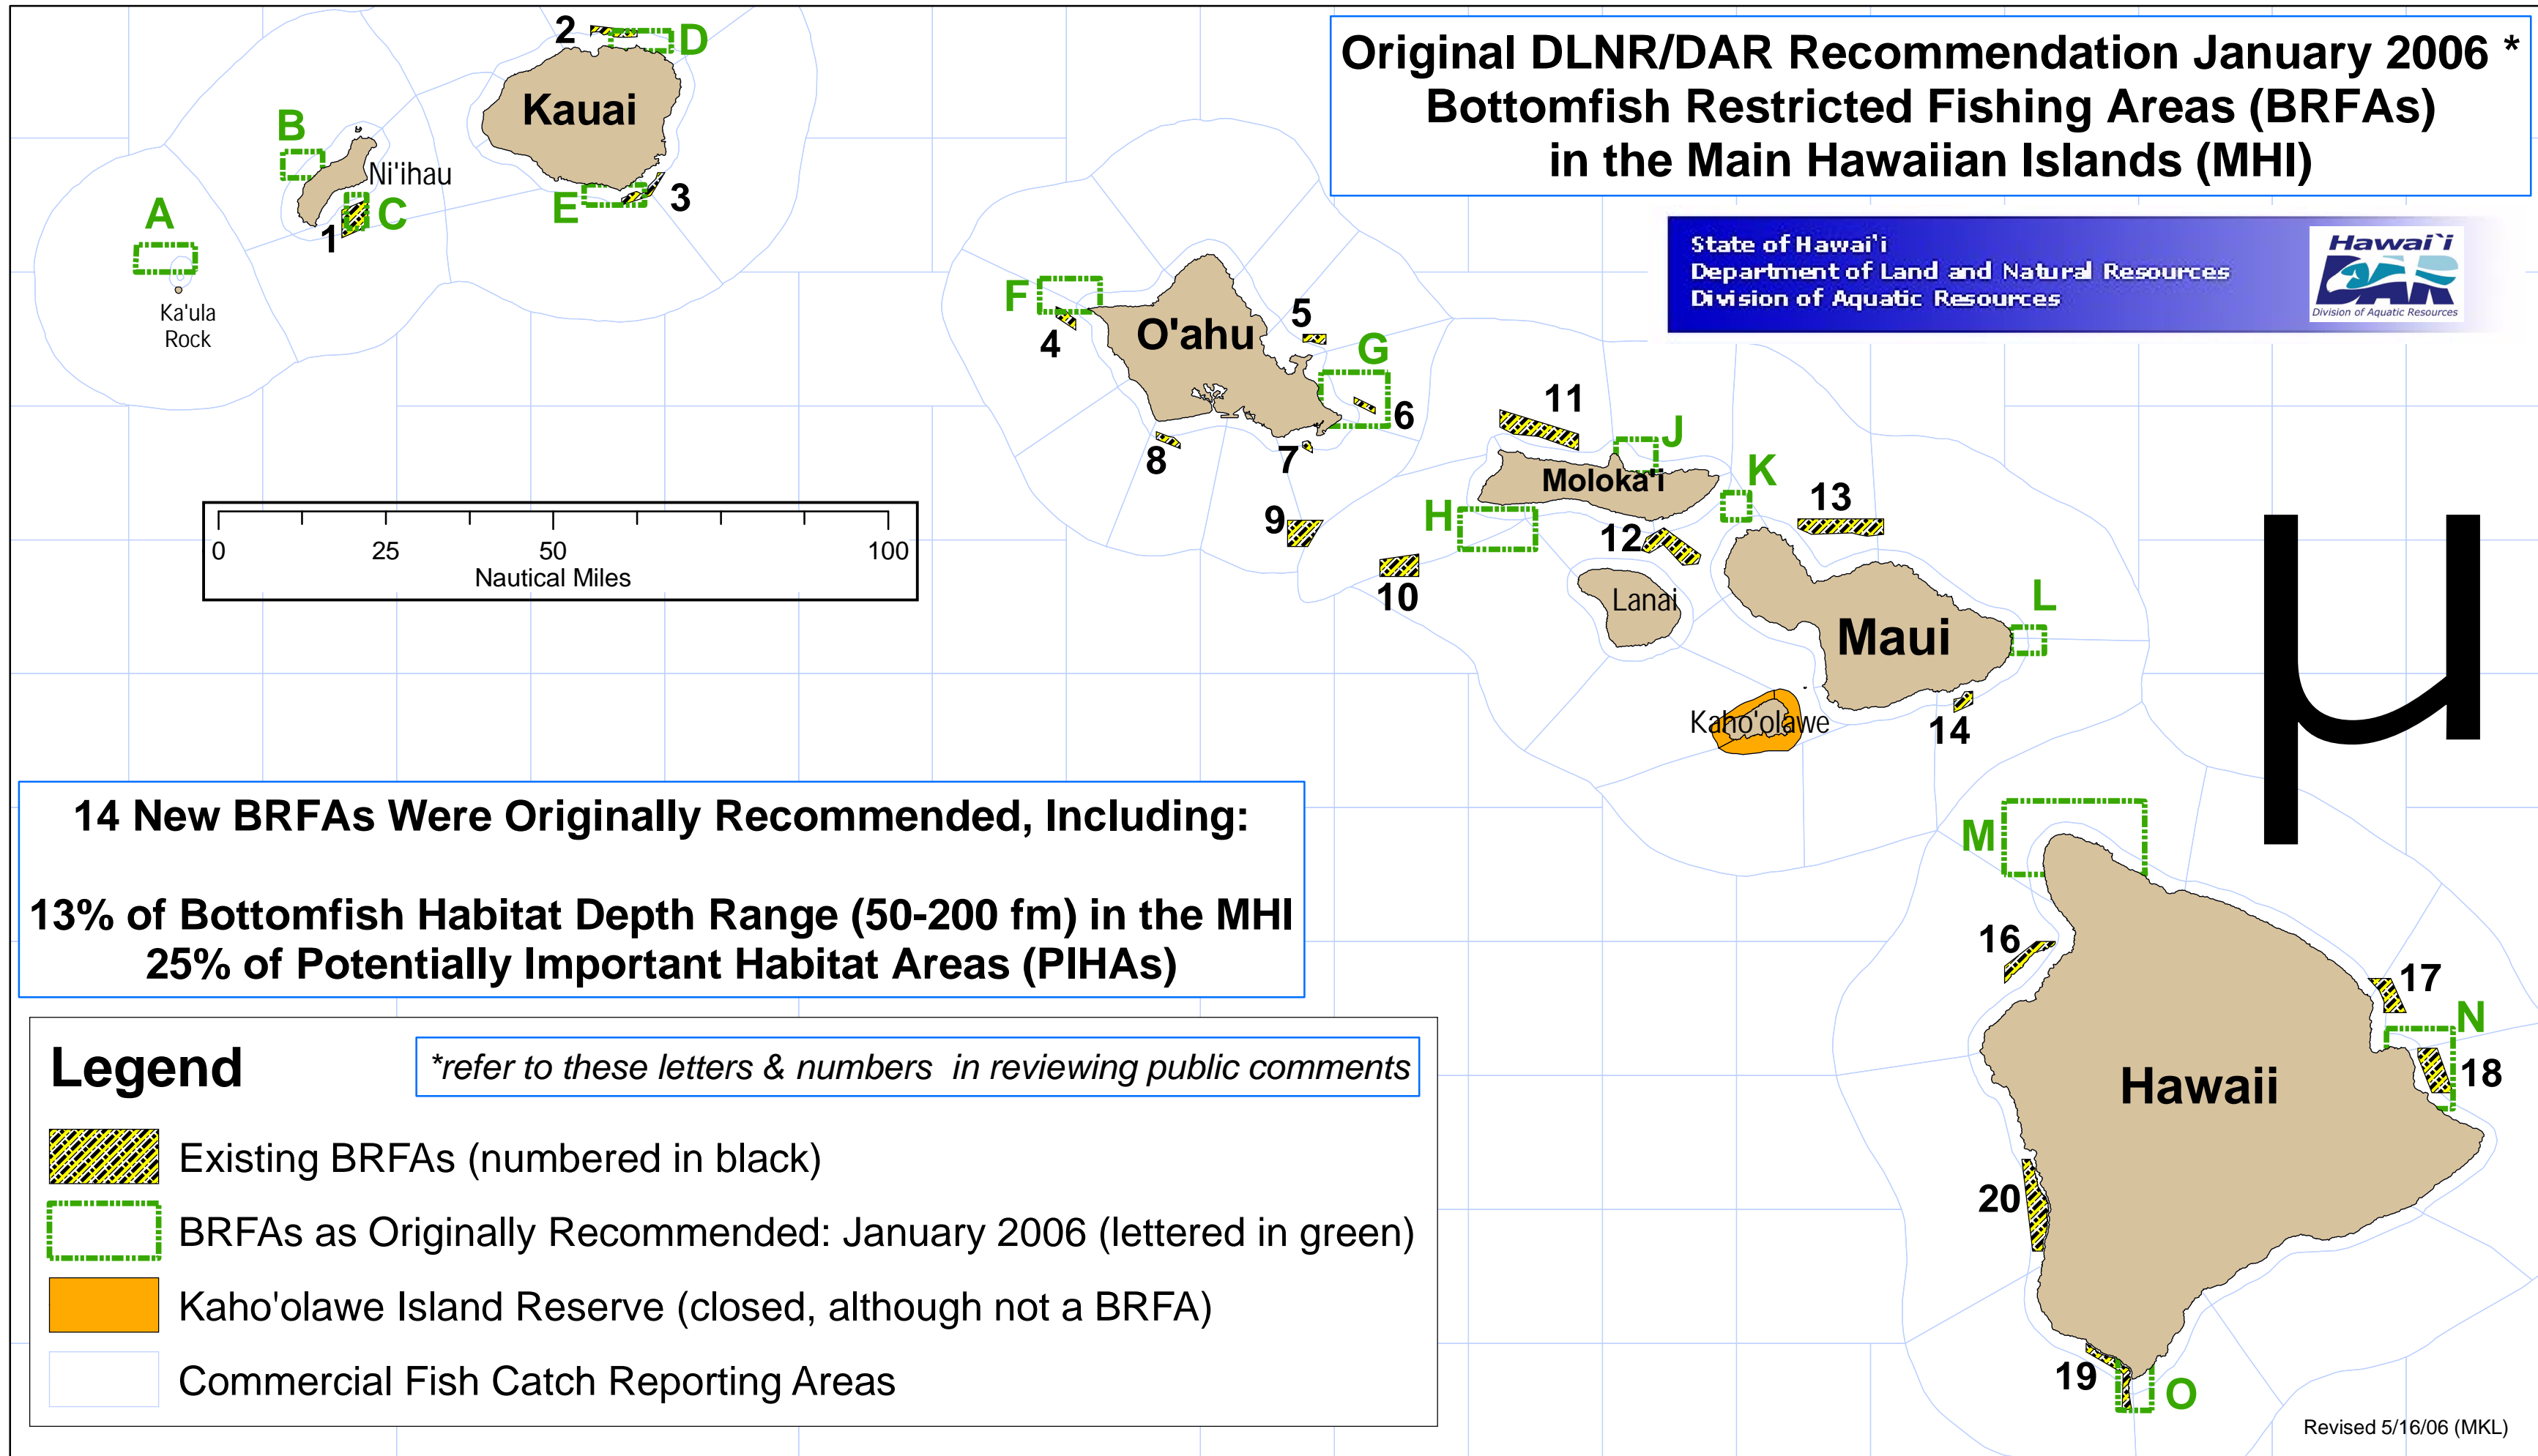 Original DLNR/DAR Recommendation January 2006 *
Bottomfish Restricted Fishing Areas (BRFAs)
in the Main Hawaiian Islands (MHI)
State of Hawai'i
Department of Land and Natural Resources
Division of Aquatic Resources
Hawai`i
DAR
Division of Aquatic Resources
2
D
Kauai
B
Ni'ihau
A
C
1
E
3
Ka'ula
Rock
F
4
O'ahu
5
G
6
7
8
9
10
11
J
Moloka'i
K
H
12
13
Lanai
Maui
L
Kaho'olawe
14
µ
0
25
50
100
Nautical Miles
14 New BRFAs Were Originally Recommended, Including:
13% of Bottomfish Habitat Depth Range (50-200 fm) in the MHI
25% of Potentially Important Habitat Areas (PIHAs)
M
16
17
N
18
Hawaii
20
19
O
Legend
*refer to these letters & numbers in reviewing public comments
Existing BRFAs (numbered in black)
BRFAs as Originally Recommended: January 2006 (lettered in green)
Kaho'olawe Island Reserve (closed, although not a BRFA)
Commercial Fish Catch Reporting Areas
Revised 5/16/06 (MKL)